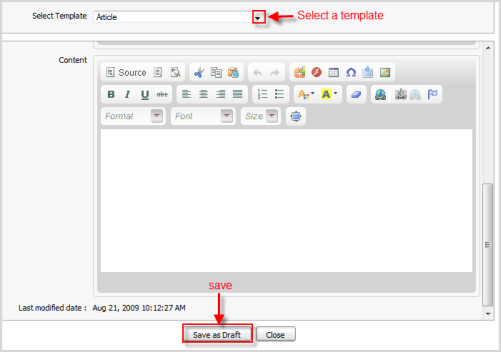 Select Template Article Select a template
Content
Source
B I U abc
Format Font Size
save
Last modified date : Aug 21, 2009 10:12:27 AM
Save as Draft Close